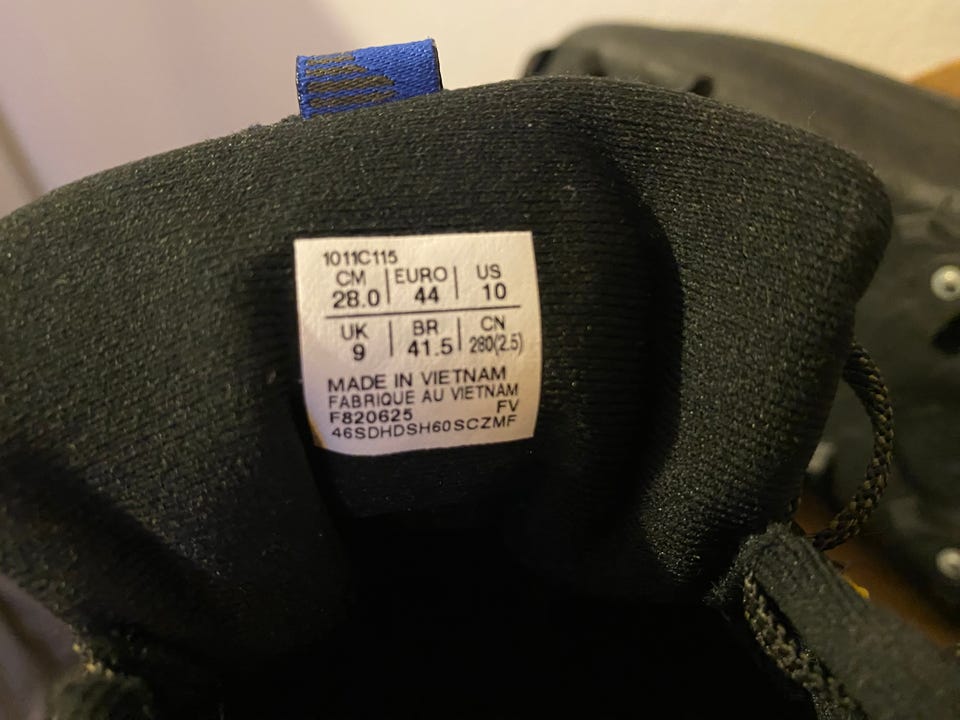 1011C115
CM | EURO | US
28.0 | 44 | 10
UK | BR | CN
9 | 41.5 | 280(2.5)
MADE IN VIETNAM
FABRIQUE AU VIETNAM
F820625 FV
46SDHDSH60SCZMF